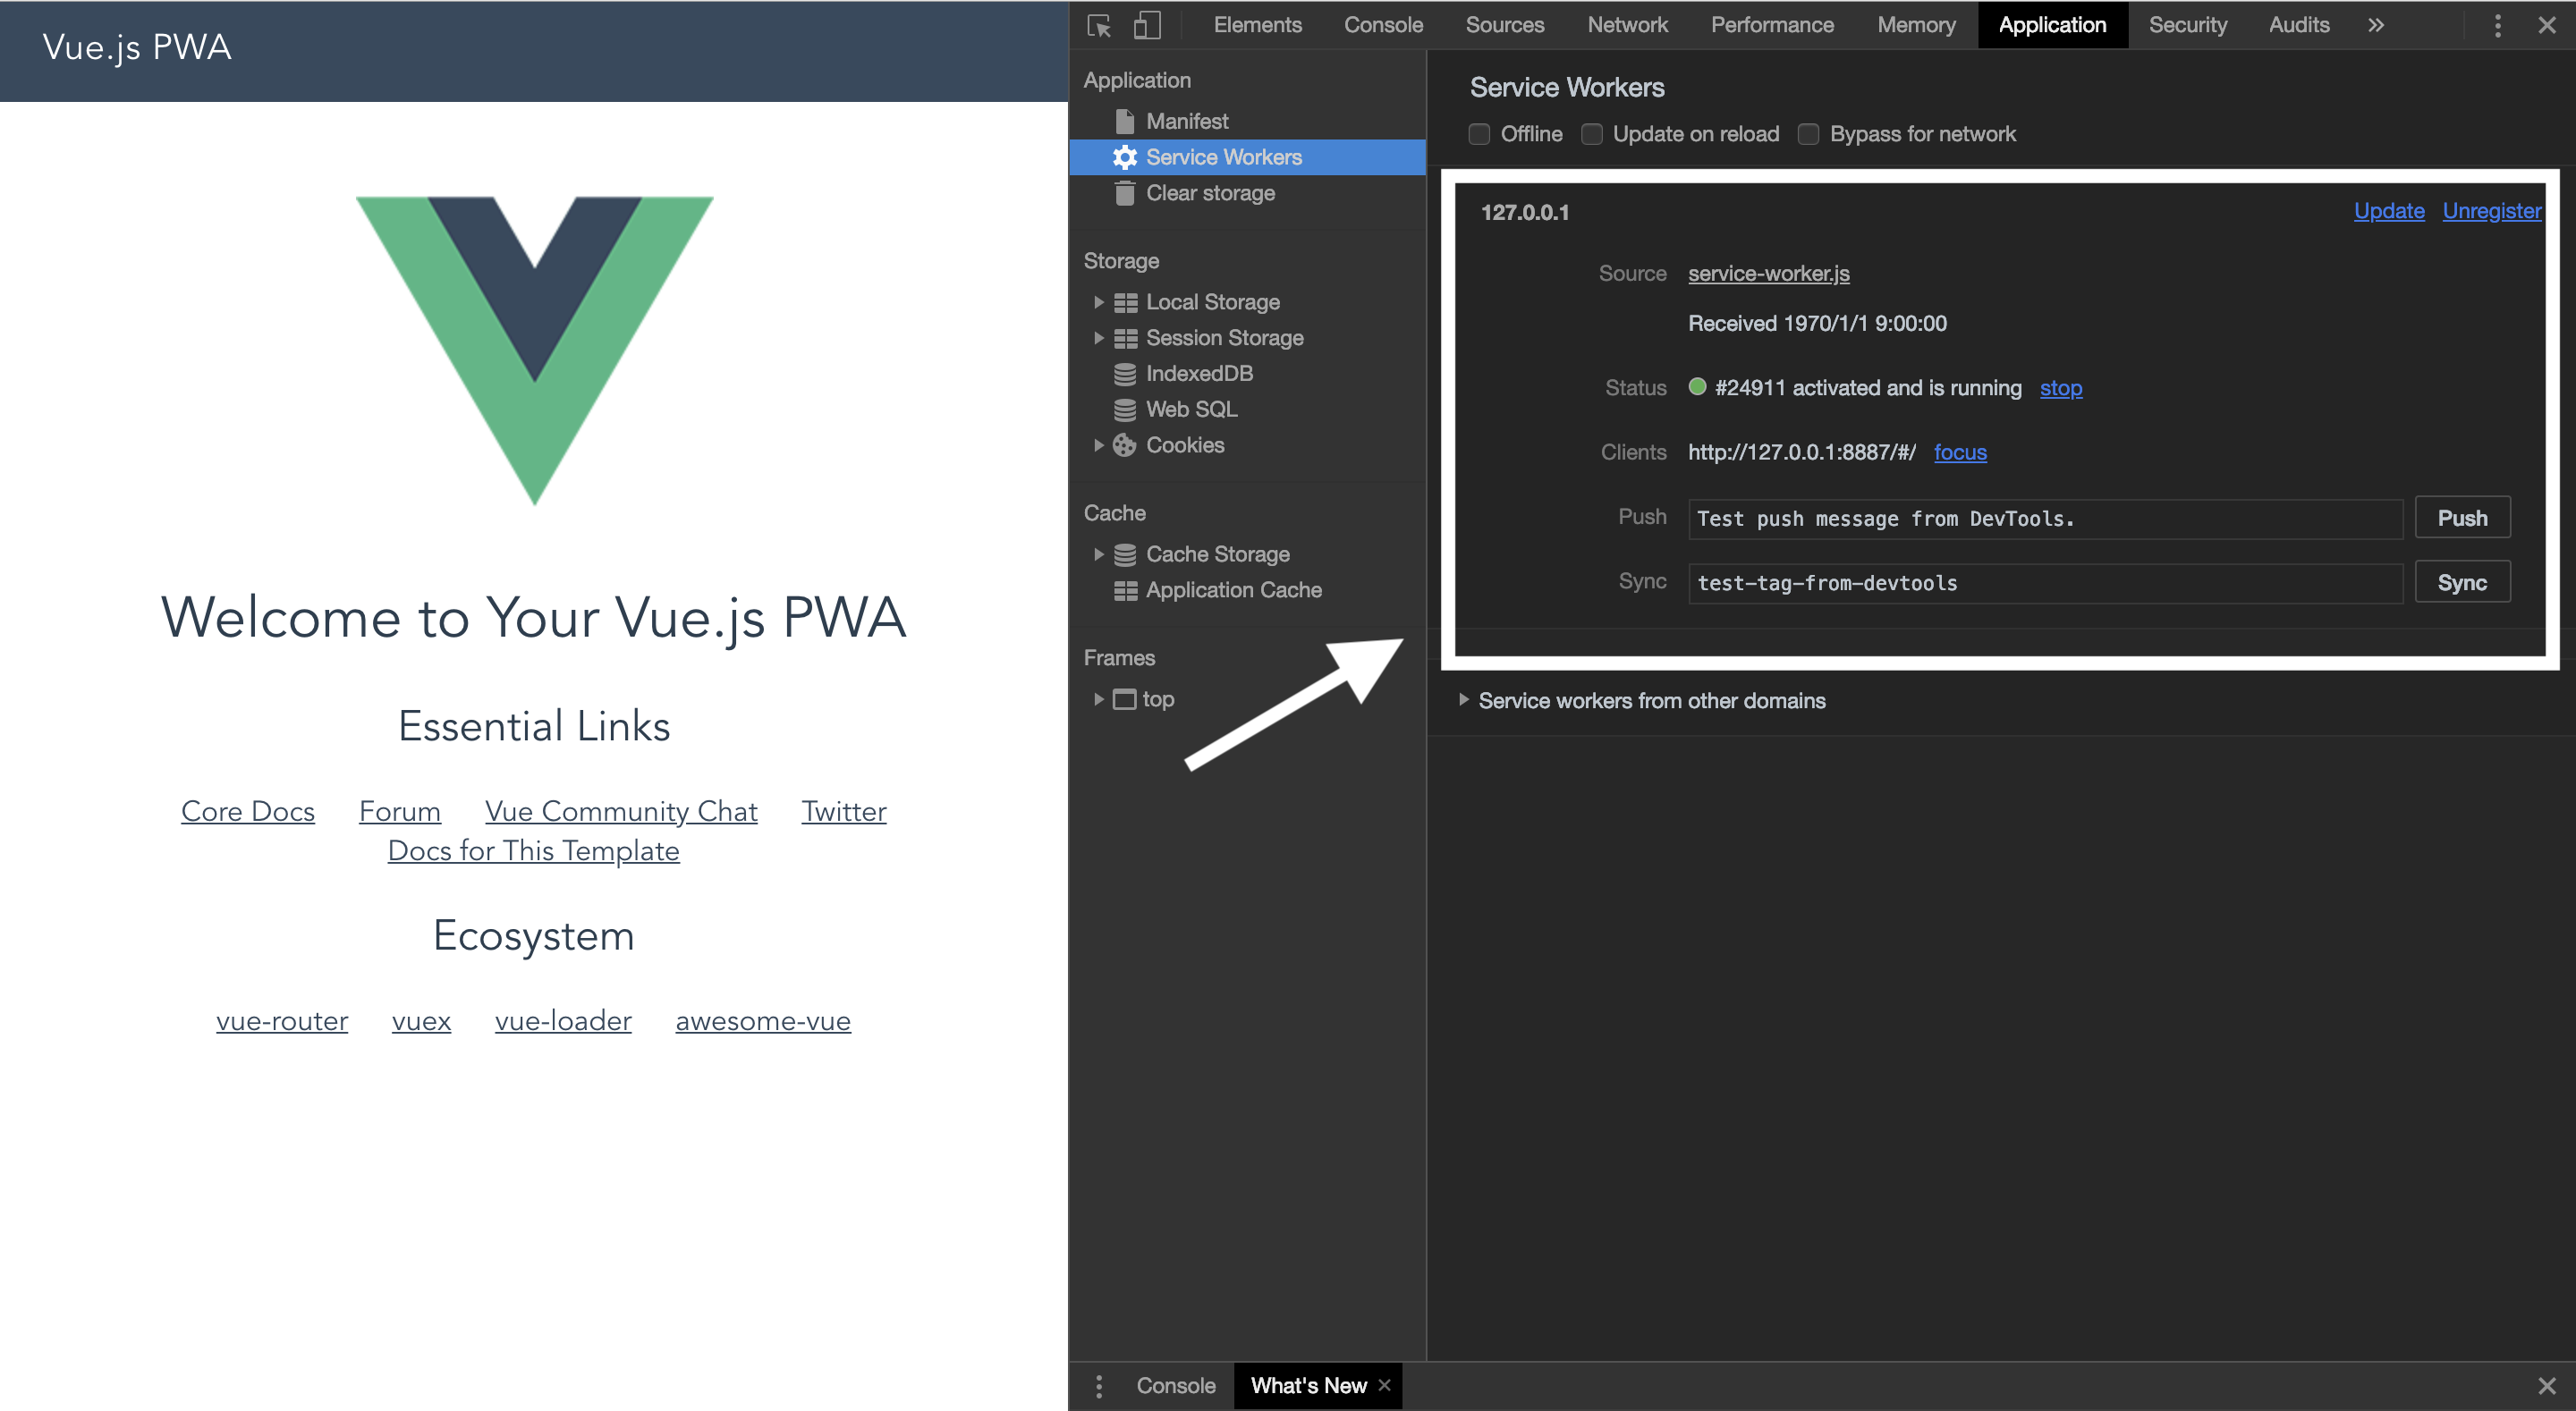 Vue.js PWA
Welcome to Your Vue.js PWA
Essential Links
Core Docs Forum Vue Community Chat Twitter
Docs for This Template
Ecosystem
vue-router vuex vue-loader awesome-vue
Elements Console Sources Network Performance Memory Application Security Audits »
Application
Manifest
Service Workers
Clear storage
Storage
Local Storage
Session Storage
IndexedDB
Web SQL
Cookies
Cache
Cache Storage
Application Cache
Frames
top
Service Workers
Offline Update on reload Bypass for network
127.0.0.1 Update Unregister
Source service-worker.js
Received 1970/1/1 9:00:00
Status #24911 activated and is running stop
Clients http://127.0.0.1:8887/#/ focus
Push Test push message from DevTools. Push
Sync test-tag-from-devtools Sync
Service workers from other domains
Console What's New